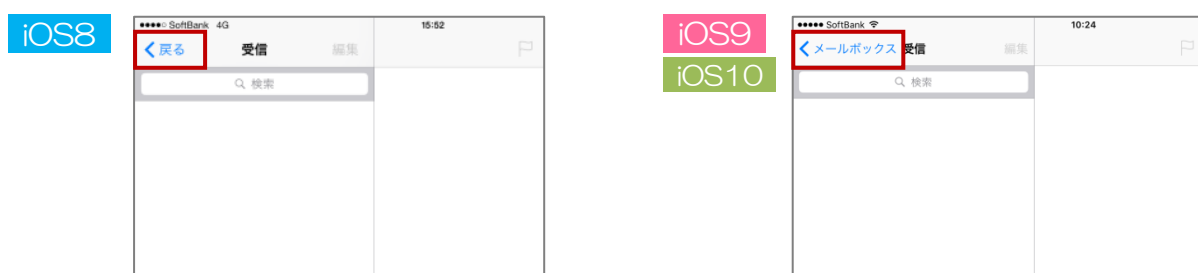 iOS8
SoftBank 4G 15:52
戻る 受信 編集
検索
iOS9
iOS10
SoftBank 10:24
メールボックス 受信 編集
検索